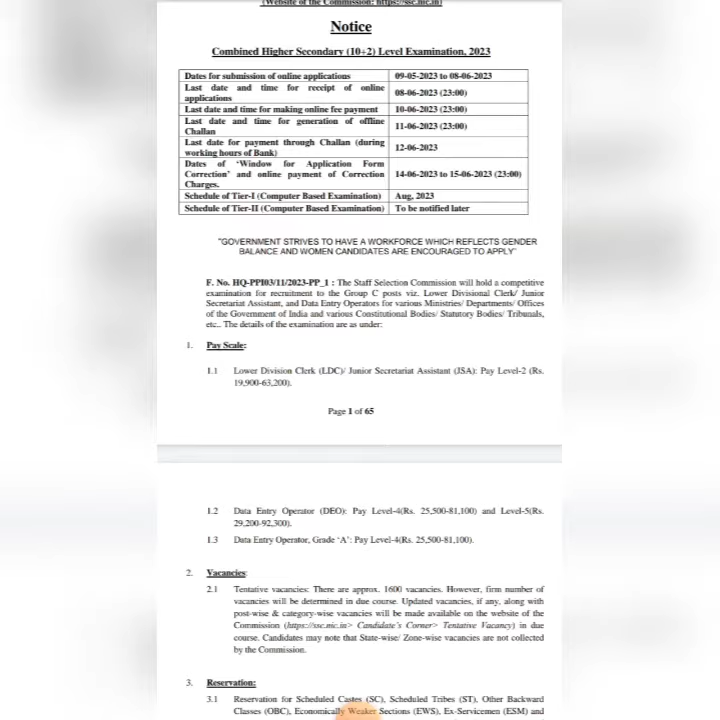 (Website of the Commission: https://ssc.nic.in)
Notice
Combined Higher Secondary (10+2) Level Examination, 2023
Dates for submission of online applications 09-05-2023 to 08-06-2023
Last date and time for receipt of online
applications 08-06-2023 (23:00)
Last date and time for making online fee payment 10-06-2023 (23:00)
Last date and time for generation of offline
Challan 11-06-2023 (23:00)
Last date for payment through Challan (during
working hours of Bank) 12-06-2023
Dates of ‘Window for Application Form
Correction’ and online payment of Correction
Charges. 14-06-2023 to 15-06-2023 (23:00)
Schedule of Tier-I (Computer Based Examination) Aug, 2023
Schedule of Tier-II (Computer Based Examination) To be notified later
"GOVERNMENT STRIVES TO HAVE A WORKFORCE WHICH REFLECTS GENDER
BALANCE AND WOMEN CANDIDATES ARE ENCOURAGED TO APPLY"
F. No. HQ-PPI03/11/2023-PP_1 : The Staff Selection Commission will hold a competitive
examination for recruitment to the Group C posts viz. Lower Divisional Clerk/ Junior
Secretariat Assistant, and Data Entry Operators for various Ministries/ Departments/ Offices
of the Government of India and various Constitutional Bodies/ Statutory Bodies/ Tribunals,
etc.. The details of the examination are as under:
1. Pay Scale:
1.1 Lower Division Clerk (LDC)/ Junior Secretariat Assistant (JSA): Pay Level-2 (Rs.
19,900-63,200).
Page 1 of 65
1.2 Data Entry Operator (DEO): Pay Level-4(Rs. 25,500-81,100) and Level-5(Rs.
29,200-92,300).
1.3 Data Entry Operator, Grade ‘A’: Pay Level-4(Rs. 25,500-81,100).
2. Vacancies:
2.1 Tentative vacancies: There are approx. 1600 vacancies. However, firm number of
vacancies will be determined in due course. Updated vacancies, if any, along with
post-wise & category-wise vacancies will be made available on the website of the
Commission (https://ssc.nic.in> Candidate's Corner> Tentative Vacancy) in due
course. Candidates may note that State-wise/ Zone-wise vacancies are not collected
by the Commission.
3. Reservation:
3.1 Reservation for Scheduled Castes (SC), Scheduled Tribes (ST), Other Backward
Classes (OBC), Economically Weaker Sections (EWS), Ex-Servicemen (ESM) and